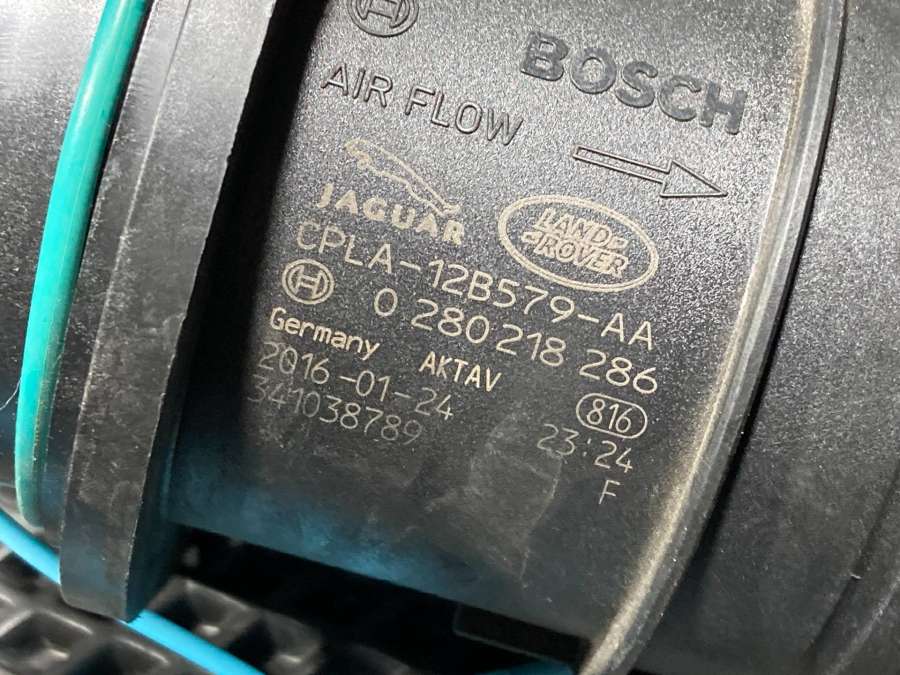 BOSCH
AIR FLOW
JAGUAR
LAND ROVER
CPLA-12B579-AA
0 280 218 286
Germany AKTAV 816
2016-01-24 23:24
341038789 F